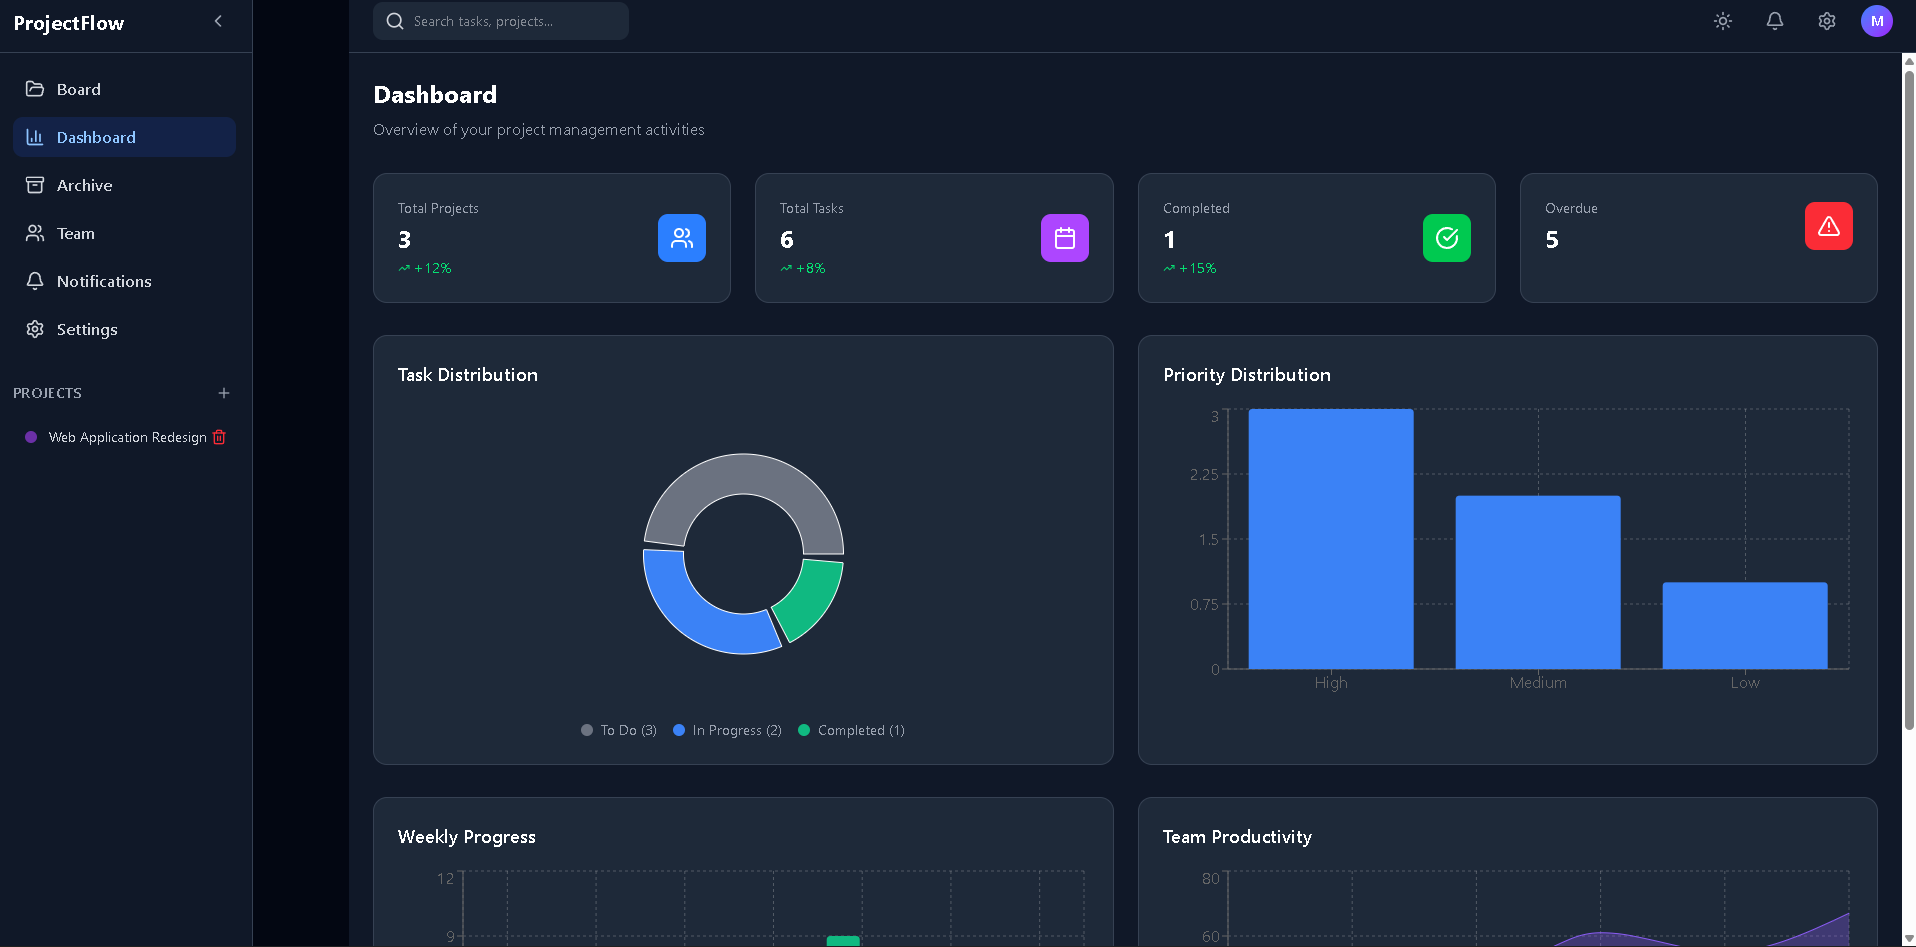 ProjectFlow
Search tasks, projects...
M
Board
Dashboard
Archive
Team
Notifications
Settings
PROJECTS
Web Application Redesign
Dashboard
Overview of your project management activities
Total Projects
3
+12%
Total Tasks
6
+8%
Completed
1
+15%
Overdue
5
Task Distribution
To Do (3)
In Progress (2)
Completed (1)
Priority Distribution
3
2.25
1.5
0.75
0
High
Medium
Low
Weekly Progress
12
9
Team Productivity
80
60